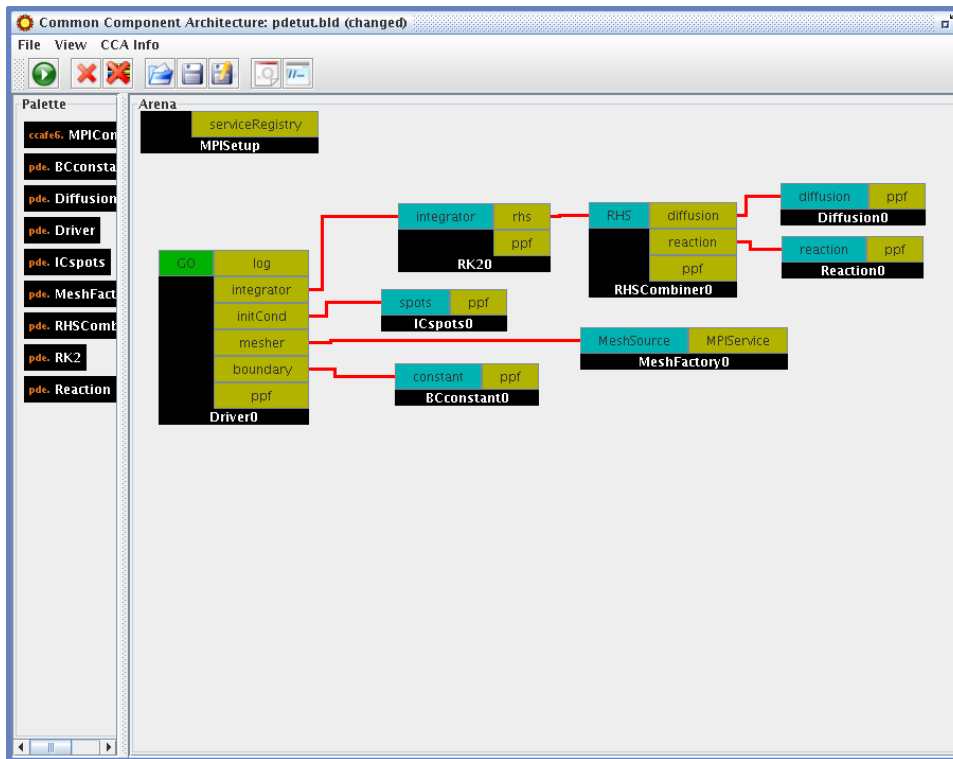 Common Component Architecture: pdetut.bld (changed)
File View CCA Info
Palette
ccafe6. MPICon
pde. BCconsta
pde. Diffusion
pde. Driver
pde. ICspots
pde. MeshFact
pde. RHSComb
pde. RK2
pde. Reaction
Arena
serviceRegistry
MPISetup
GO log
integrator
initCond
mesher
boundary
ppf
Driver0
integrator rhs
ppf
RK20
spots ppf
ICspots0
constant ppf
BCconstant0
RHS diffusion
reaction
ppf
RHSCombiner0
MeshSource MPIService
MeshFactory0
diffusion ppf
Diffusion0
reaction ppf
Reaction0